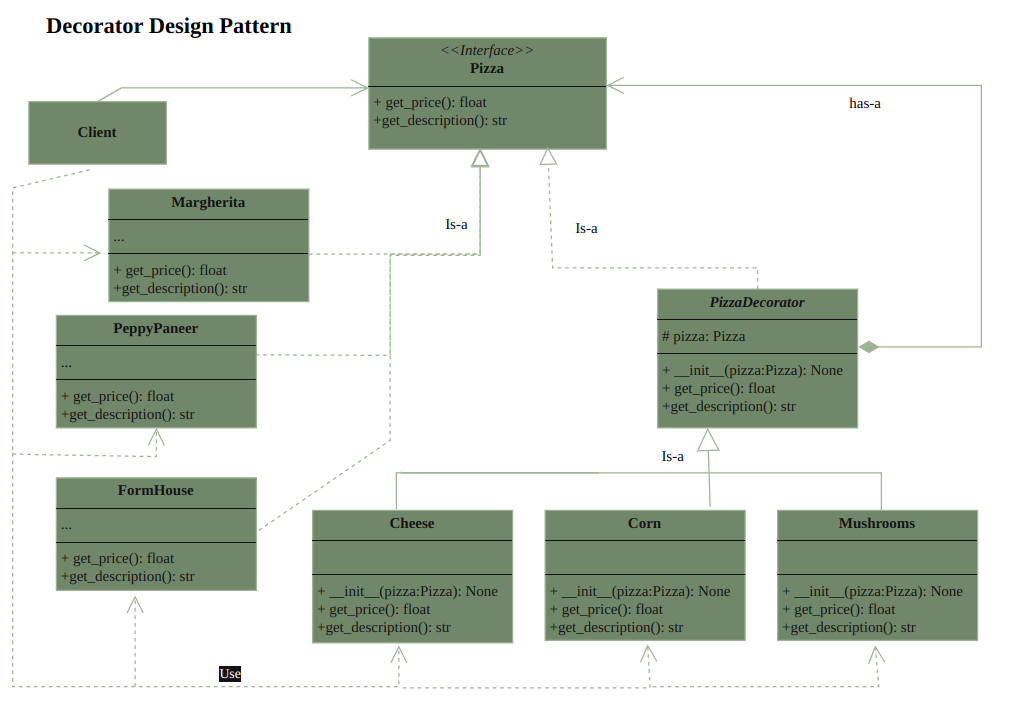 Decorator Design Pattern
<<Interface>>
Pizza
+ get_price(): float
+get_description(): str
has-a
Client
Margherita
...
+ get_price(): float
+get_description(): str
Is-a
Is-a
PeppyPaneer
...
+ get_price(): float
+get_description(): str
PizzaDecorator
# pizza: Pizza
+ __init__(pizza:Pizza): None
+ get_price(): float
+get_description(): str
Is-a
FormHouse
...
+ get_price(): float
+get_description(): str
Cheese
+ __init__(pizza:Pizza): None
+ get_price(): float
+get_description(): str
Corn
+ __init__(pizza:Pizza): None
+ get_price(): float
+get_description(): str
Mushrooms
+ __init__(pizza:Pizza): None
+ get_price(): float
+get_description(): str
Use